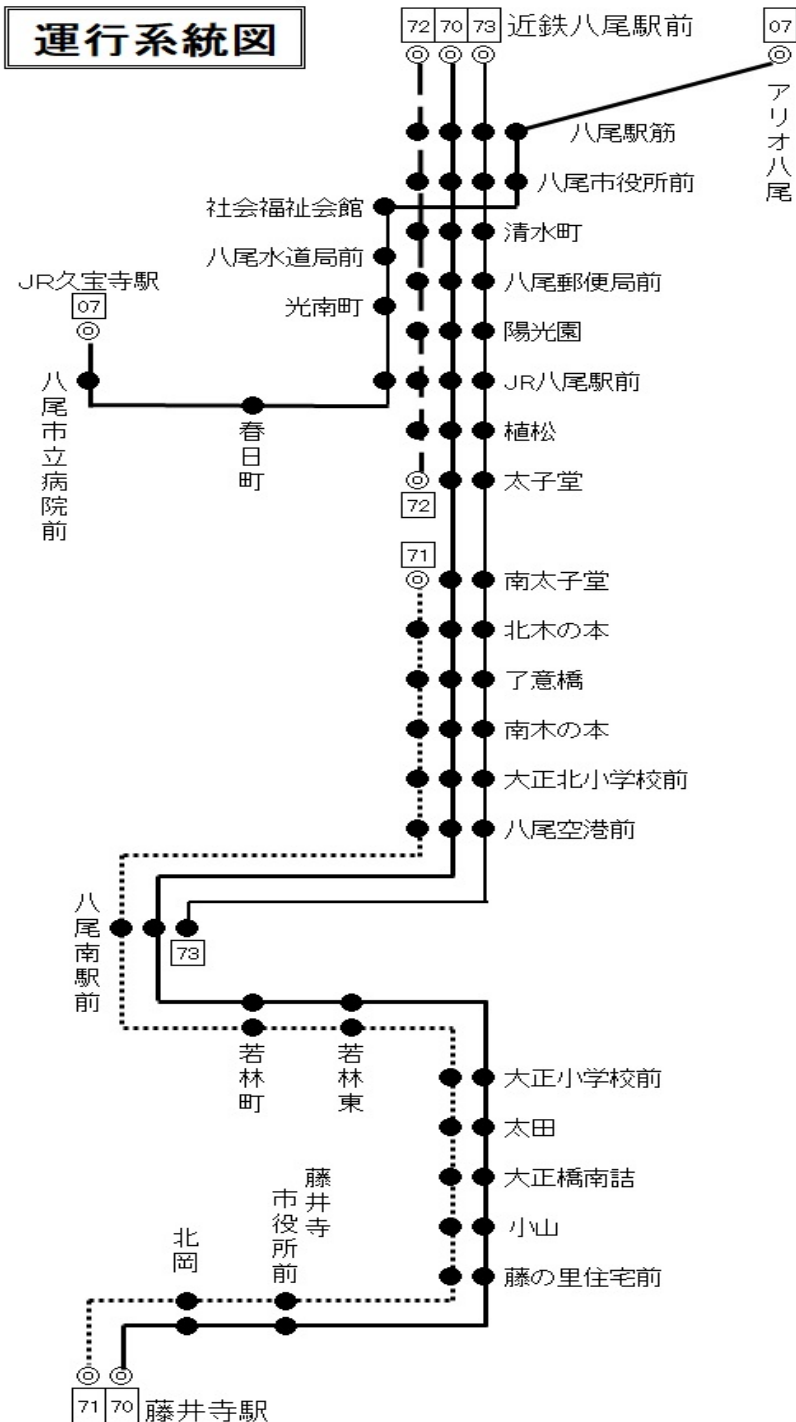 運行系統図
72 70 73 近鉄八尾駅前
07
アリオ八尾
八尾駅筋
八尾市役所前
社会福祉会館
清水町
八尾水道局前
八尾郵便局前
JR久宝寺駅
07
光南町
陽光園
八尾市立病院前
JR八尾駅前
春日町
植松
太子堂
72
71
南太子堂
北木の本
了意橋
南木の本
大正北小学校前
八尾空港前
八尾南駅前
73
若林町
若林東
大正小学校前
太田
大正橋南詰
小山
藤の里住宅前
藤井寺
市役所前
北岡
71 70 藤井寺駅